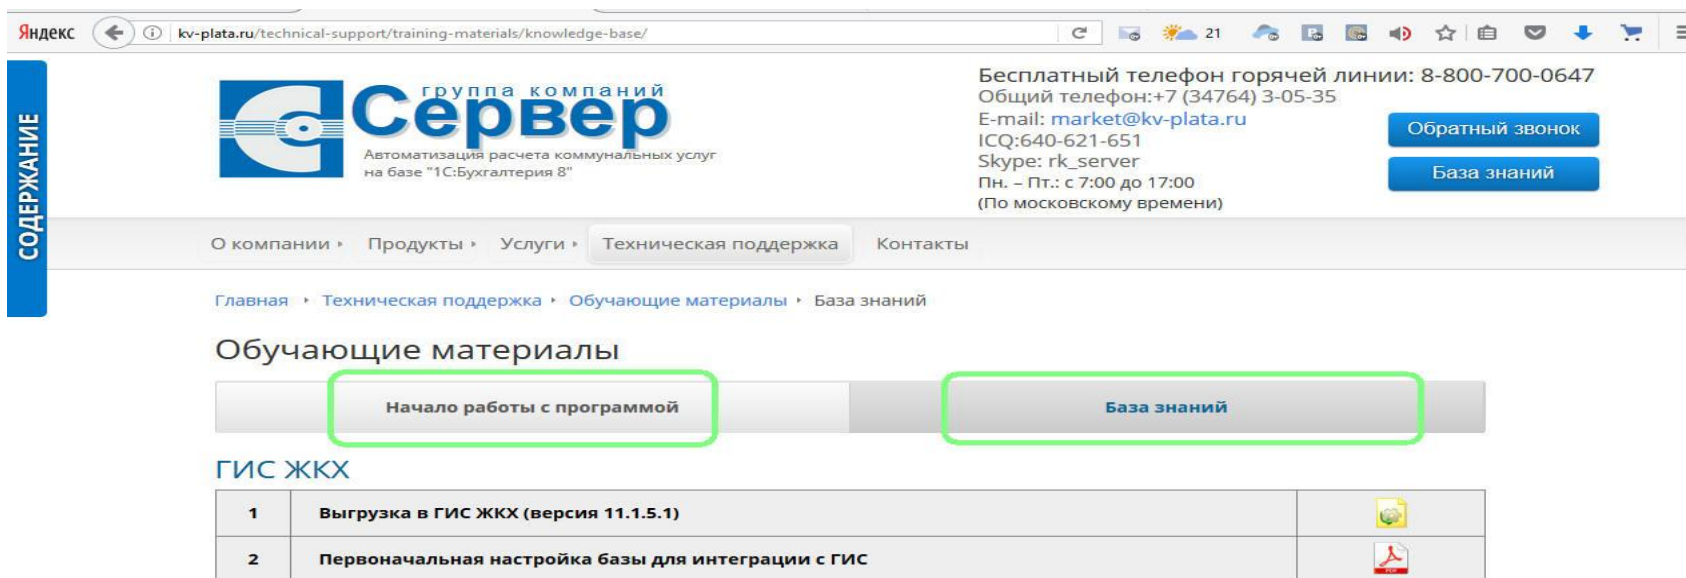 Яндекс
kv-plata.ru/technical-support/training-materials/knowledge-base/
21
СОДЕРЖАНИЕ
группа компаний
Сервер
Автоматизация расчета коммунальных услуг
на базе "1С:Бухгалтерия 8"
Бесплатный телефон горячей линии: 8-800-700-0647
Общий телефон:+7 (34764) 3-05-35
E-mail: market@kv-plata.ru
ICQ:640-621-651
Skype: rk_server
Пн. – Пт.: с 7:00 до 17:00
(По московскому времени)
Обратный звонок
База знаний
О компании
Продукты
Услуги
Техническая поддержка
Контакты
Главная
Техническая поддержка
Обучающие материалы
База знаний
Обучающие материалы
Начало работы с программой
База знаний
ГИС ЖКХ
1 Выгрузка в ГИС ЖКХ (версия 11.1.5.1)
2 Первоначальная настройка базы для интеграции с ГИС
PDF